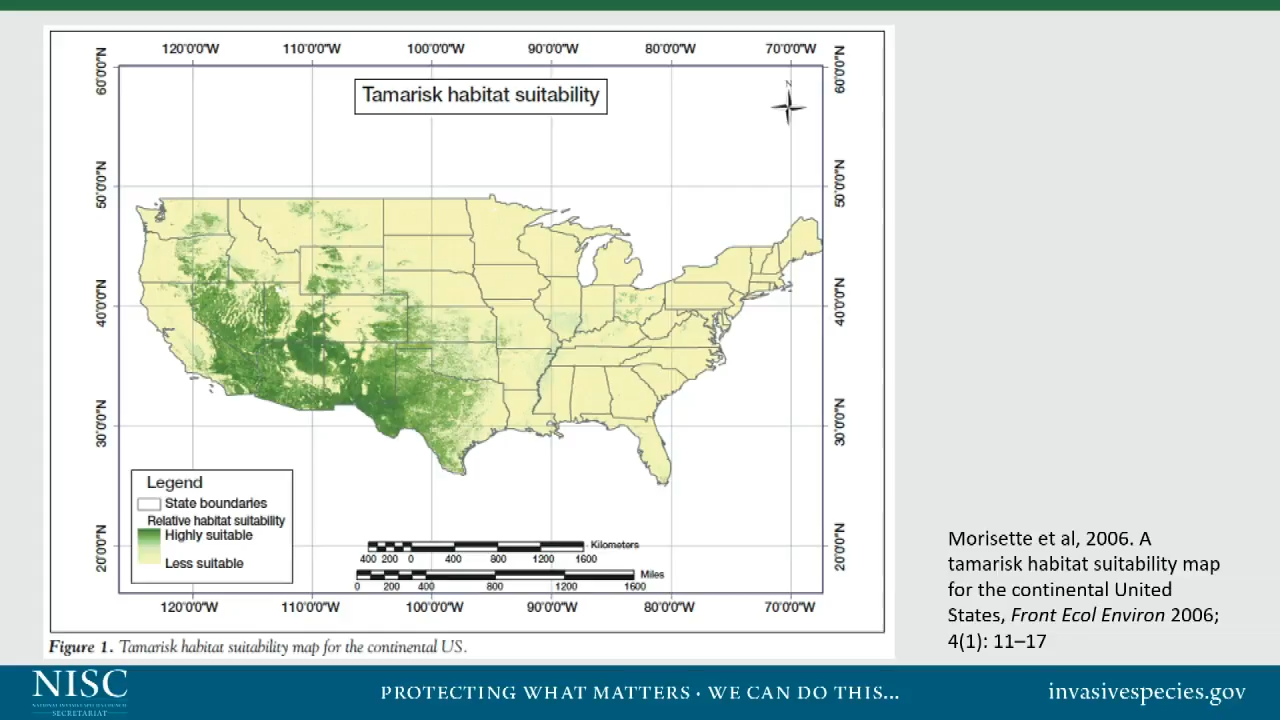 120°0'0"W 110°0'0"W 100°0'0"W 90°0'0"W 80°0'0"W 70°0'0"W
60°0'0"N 60°0'0"N
Tamarisk habitat suitability
N
50°0'0"N 50°0'0"N
40°0'0"N 40°0'0"N
30°0'0"N 30°0'0"N
20°0'0"N 20°0'0"N
Legend
State boundaries
Relative habitat suitability
Highly suitable
Less suitable
Kilometers
400 200 0 400 800 1200 1600
Miles
0 200 400 800 1200 1600
120°0'0"W 110°0'0"W 100°0'0"W 90°0'0"W 80°0'0"W 70°0'0"W
Figure 1. Tamarisk habitat suitability map for the continental US.
Morisette et al, 2006. A
tamarisk habitat suitability map
for the continental United
States, Front Ecol Environ 2006;
4(1): 11–17
NISC
NATIONAL INVASIVE SPECIES COUNCIL
SECRETARIAT
PROTECTING WHAT MATTERS · WE CAN DO THIS...
invasivespecies.gov